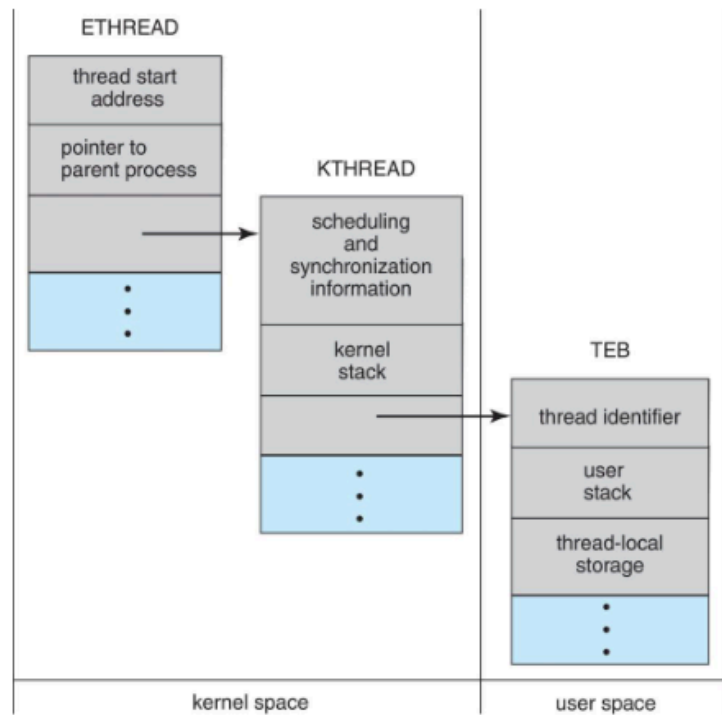 ETHREAD
thread start
address
pointer to
parent process
KTHREAD
scheduling
and
synchronization
information
kernel
stack
TEB
thread identifier
user
stack
thread-local
storage
kernel space
user space